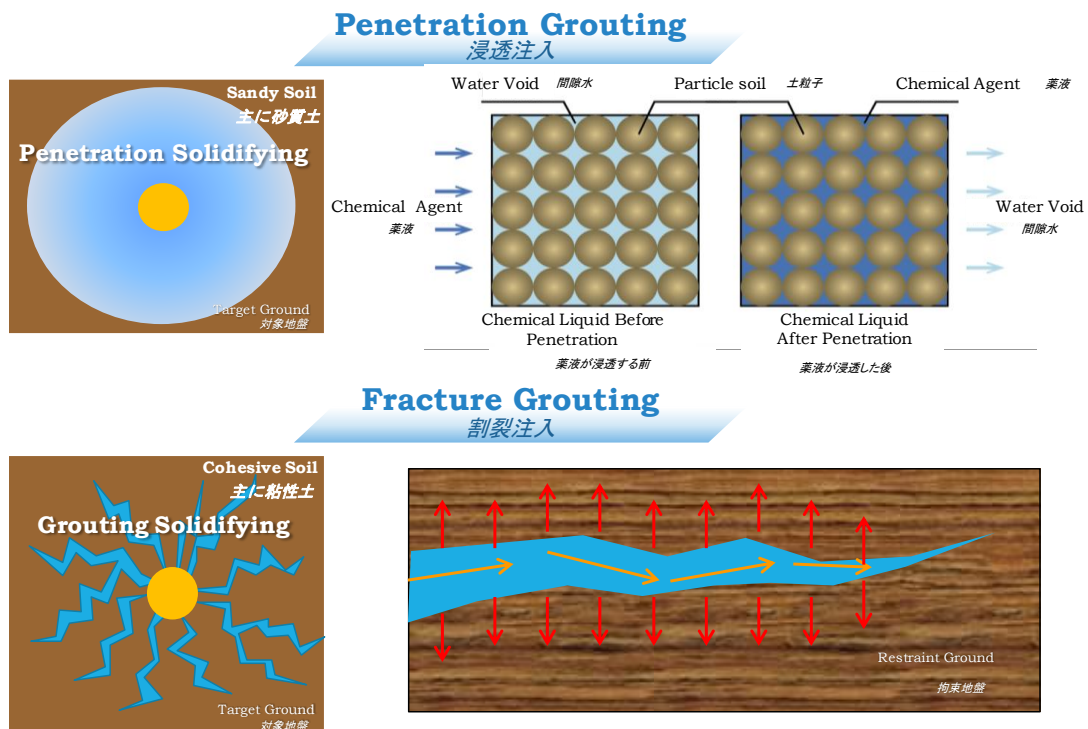 Penetration Grouting
浸透注入
Sandy Soil
主に砂質土
Penetration Solidifying
Target Ground
対象地盤
Water Void 間隙水
Particle soil 土粒子
Chemical Agent 薬液
Chemical Agent
薬液
Water Void
間隙水
Chemical Liquid Before
Penetration
薬液が浸透する前
Chemical Liquid
After Penetration
薬液が浸透した後
Fracture Grouting
割裂注入
Cohesive Soil
主に粘性土
Grouting Solidifying
Target Ground
対象地盤
Restraint Ground
拘束地盤